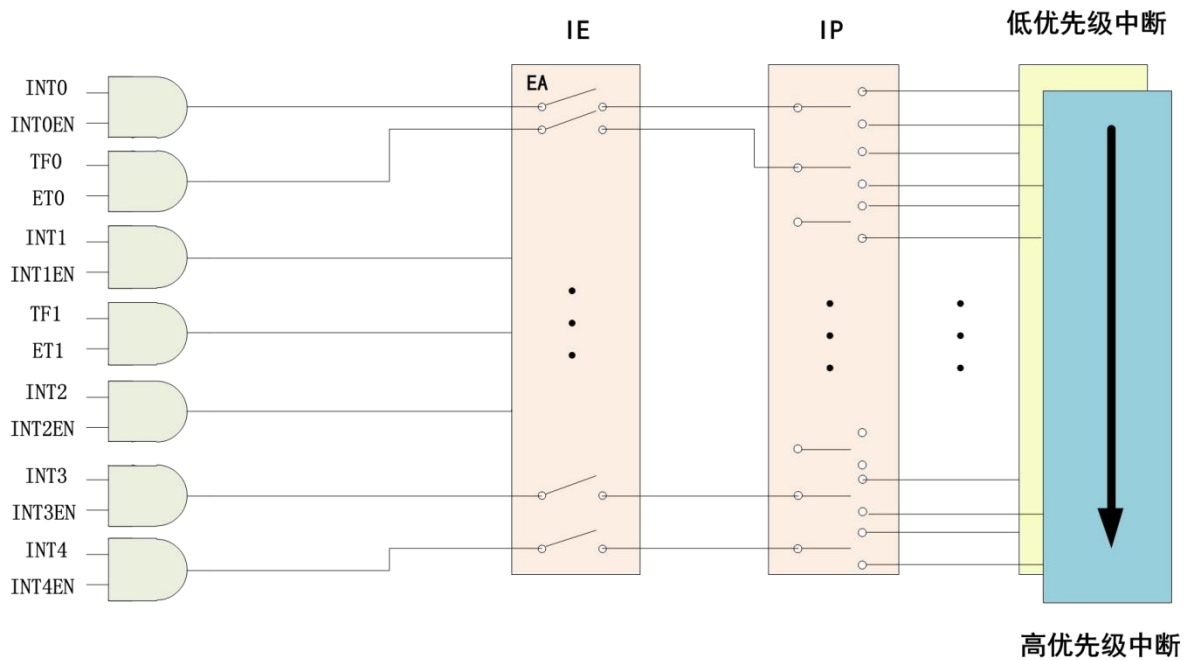 低优先级中断
IE
IP
EA
INT0
INT0EN
TF0
ET0
INT1
INT1EN
TF1
ET1
INT2
INT2EN
INT3
INT3EN
INT4
INT4EN
高优先级中断